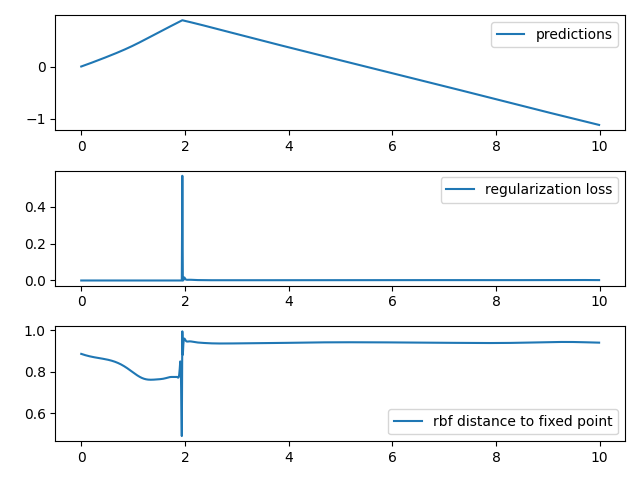 predictions
0
−1
0 2 4 6 8 10
regularization loss
0.4
0.2
0.0
0 2 4 6 8 10
1.0
0.8
0.6
rbf distance to fixed point
0 2 4 6 8 10